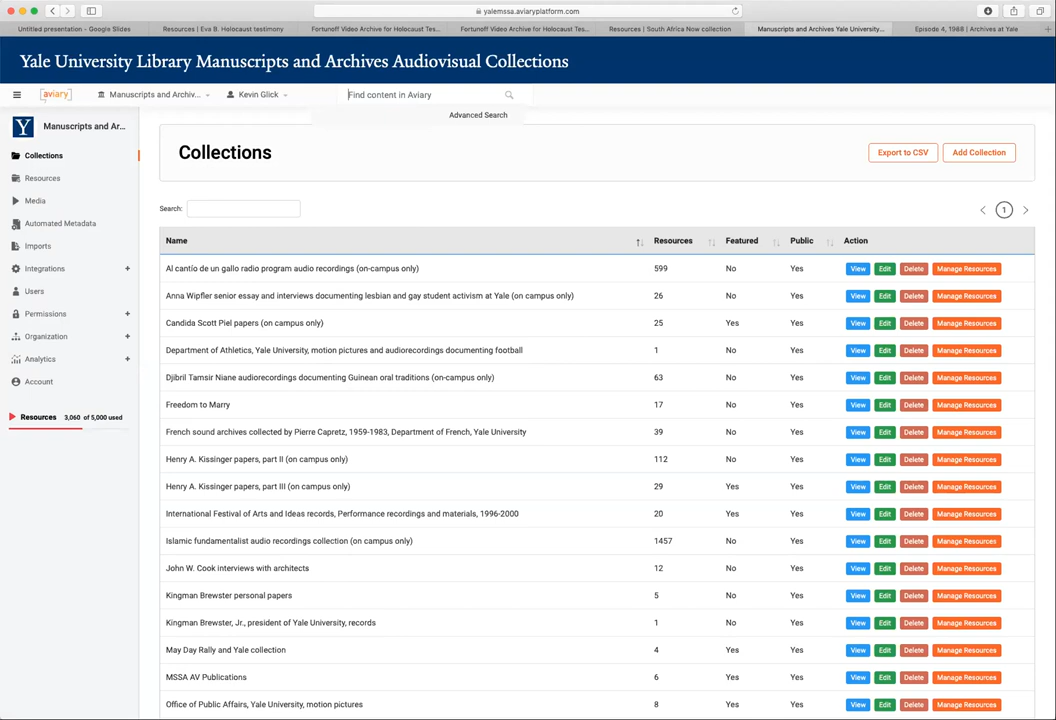 yalemssa.aviaryplatform.com
Untitled presentation - Google Slides
Resources | Eva B. Holocaust testimony
Fortunoff Video Archive for Holocaust Tes...
Fortunoff Video Archive for Holocaust Tes...
Resources | South Africa Now collection
Manuscripts and Archives Yale University...
Episode 4, 1988 | Archives at Yale
Yale University Library Manuscripts and Archives Audiovisual Collections
aviary
Manuscripts and Archiv...
Kevin Glick
Find content in Aviary
Advanced Search
Y
Manuscripts and Ar...
Collections
Resources
Media
Automated Metadata
Imports
Integrations +
Users
Permissions +
Organization +
Analytics +
Account
Resources 3,060 of 5,000 used
Collections
Export to CSV
Add Collection
Search:
1
Name Resources Featured Public Action
Al cantío de un gallo radio program audio recordings (on-campus only) 599 No Yes View Edit Delete Manage Resources
Anna Wipfler senior essay and interviews documenting lesbian and gay student activism at Yale (on campus only) 26 No Yes View Edit Delete Manage Resources
Candida Scott Piel papers (on campus only) 25 Yes Yes View Edit Delete Manage Resources
Department of Athletics, Yale University, motion pictures and audiorecordings documenting football 1 No Yes View Edit Delete Manage Resources
Djibril Tamsir Niane audiorecordings documenting Guinean oral traditions (on-campus only) 63 No Yes View Edit Delete Manage Resources
Freedom to Marry 17 No Yes View Edit Delete Manage Resources
French sound archives collected by Pierre Capretz, 1959-1983, Department of French, Yale University 39 No Yes View Edit Delete Manage Resources
Henry A. Kissinger papers, part II (on campus only) 112 No Yes View Edit Delete Manage Resources
Henry A. Kissinger papers, part III (on campus only) 29 Yes Yes View Edit Delete Manage Resources
International Festival of Arts and Ideas records, Performance recordings and materials, 1996-2000 20 Yes Yes View Edit Delete Manage Resources
Islamic fundamentalist audio recordings collection (on campus only) 1457 No Yes View Edit Delete Manage Resources
John W. Cook interviews with architects 12 No Yes View Edit Delete Manage Resources
Kingman Brewster personal papers 5 No Yes View Edit Delete Manage Resources
Kingman Brewster, Jr., president of Yale University, records 1 No Yes View Edit Delete Manage Resources
May Day Rally and Yale collection 4 Yes Yes View Edit Delete Manage Resources
MSSA AV Publications 6 Yes Yes View Edit Delete Manage Resources
Office of Public Affairs, Yale University, motion pictures 8 Yes Yes View Edit Delete Manage Resources